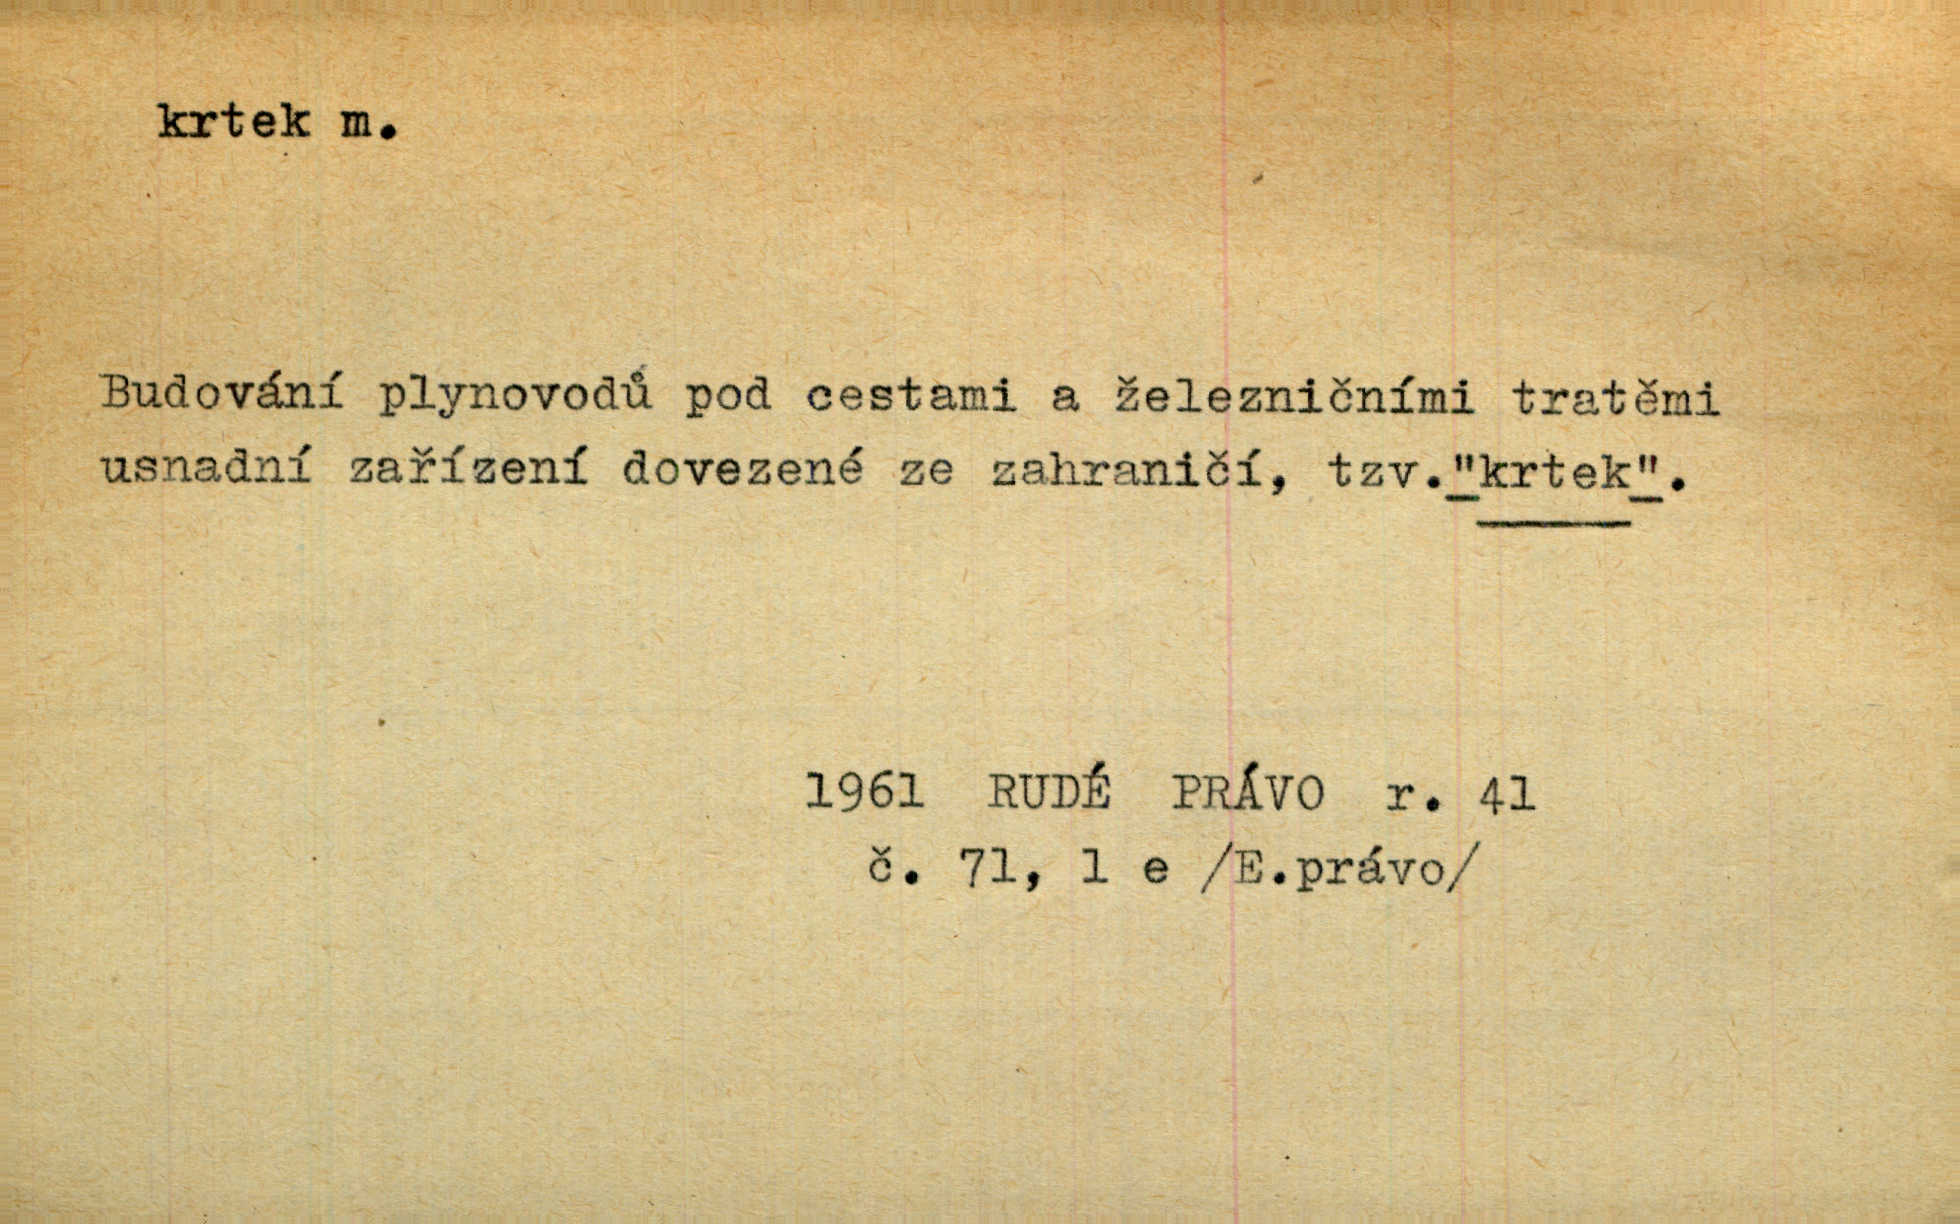 krtek m.
Budování plynovodů pod cestami a železničními tratěmi
usnadní zařízení dovezené ze zahraničí, tzv."krtek".
1961 RUDÉ PRÁVO r. 41
č. 71, 1 e /E.právo/